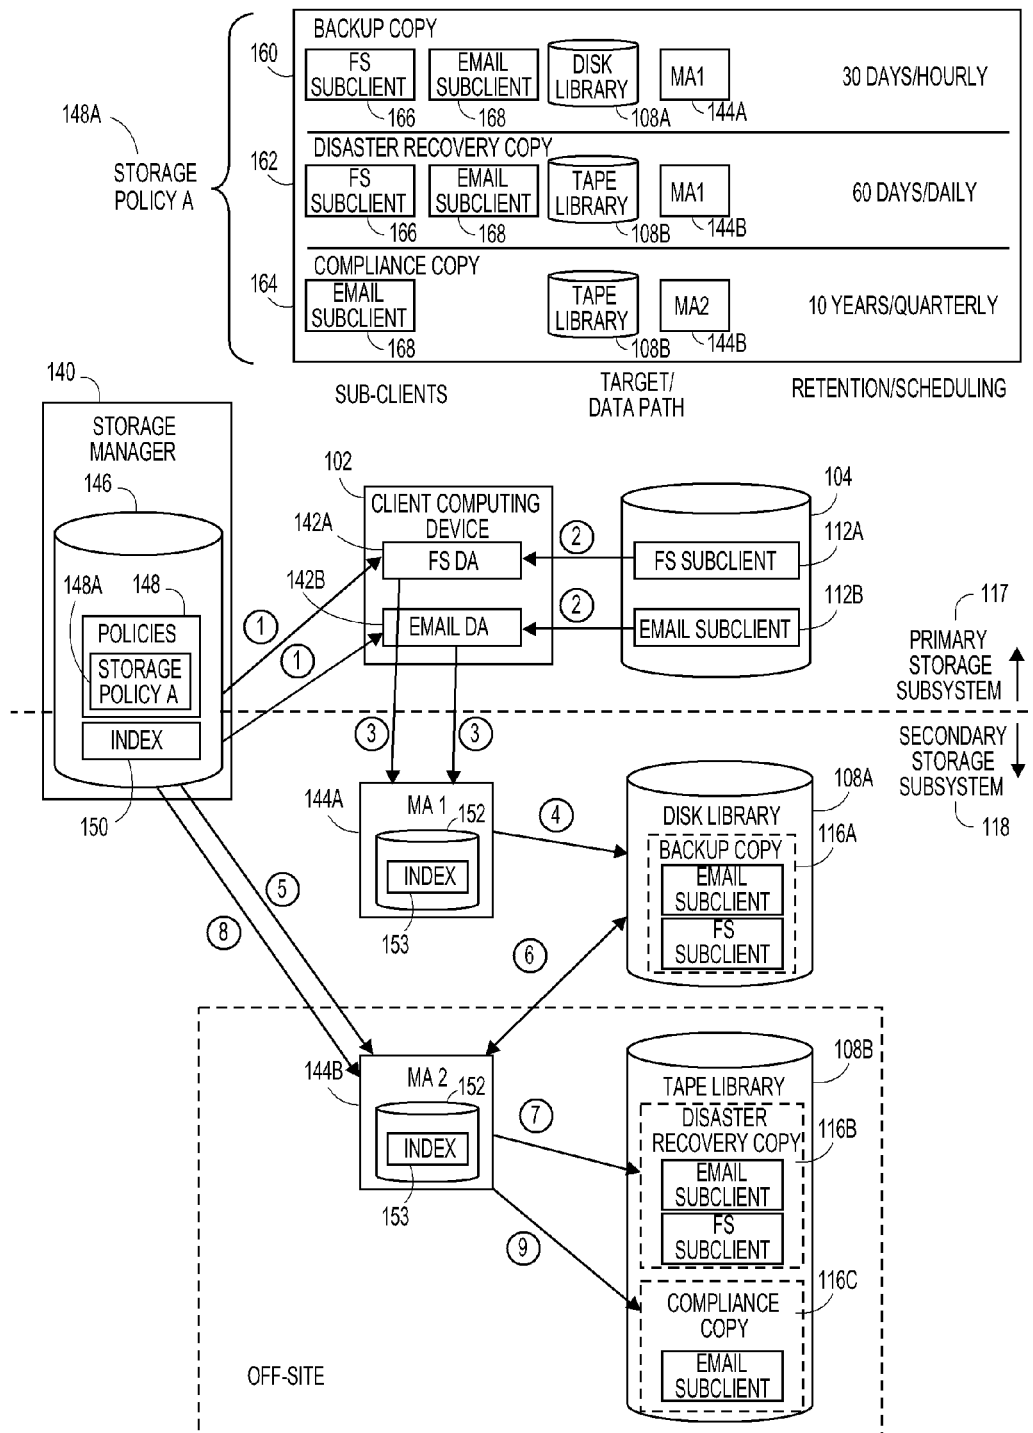 BACKUP COPY
160
FS
SUBCLIENT
EMAIL
SUBCLIENT
DISK
LIBRARY
MA1
30 DAYS/HOURLY
166
168
108A
144A
148A
STORAGE
POLICY A
DISASTER RECOVERY COPY
162
FS
SUBCLIENT
EMAIL
SUBCLIENT
TAPE
LIBRARY
MA1
60 DAYS/DAILY
166
168
108B
144B
COMPLIANCE COPY
164
EMAIL
SUBCLIENT
TAPE
LIBRARY
MA2
10 YEARS/QUARTERLY
168
108B
144B
SUB-CLIENTS
TARGET/
DATA PATH
RETENTION/SCHEDULING
140
STORAGE
MANAGER
146
148A
148
POLICIES
STORAGE
POLICY A
INDEX
150
102
CLIENT COMPUTING
DEVICE
142A
FS DA
142B
EMAIL DA
1
1
2
2
104
FS SUBCLIENT
112A
EMAIL SUBCLIENT
112B
117
PRIMARY
STORAGE
SUBSYSTEM
SECONDARY
STORAGE
SUBSYSTEM
118
3
3
144A
MA 1
152
INDEX
153
4
108A
DISK LIBRARY
116A
BACKUP COPY
EMAIL
SUBCLIENT
FS
SUBCLIENT
5
8
6
144B
MA 2
152
INDEX
153
7
9
108B
TAPE LIBRARY
DISASTER
RECOVERY COPY
116B
EMAIL
SUBCLIENT
FS
SUBCLIENT
116C
COMPLIANCE
COPY
EMAIL
SUBCLIENT
OFF-SITE